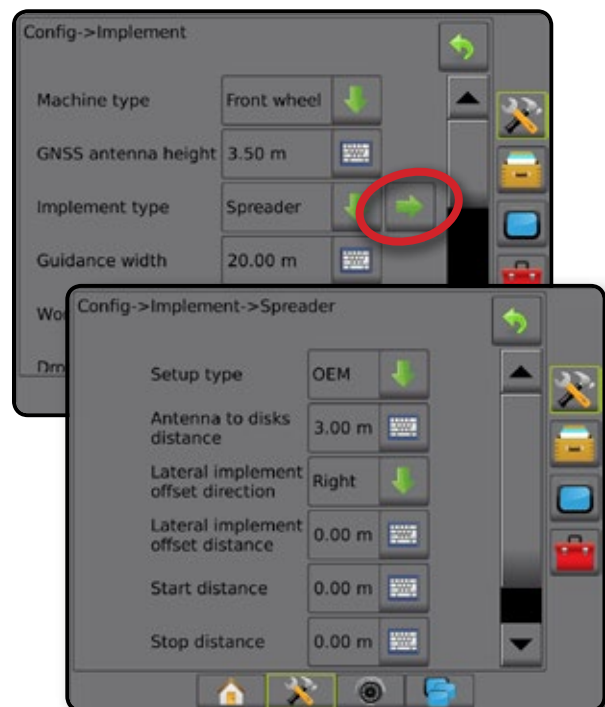 Config->Implement
Machine type Front wheel
GNSS antenna height 3.50 m
Implement type Spreader
Guidance width 20.00 m
Config->Implement->Spreader
Setup type OEM
Antenna to disks
distance 3.00 m
Lateral implement
offset direction Right
Lateral implement
offset distance 0.00 m
Start distance 0.00 m
Stop distance 0.00 m